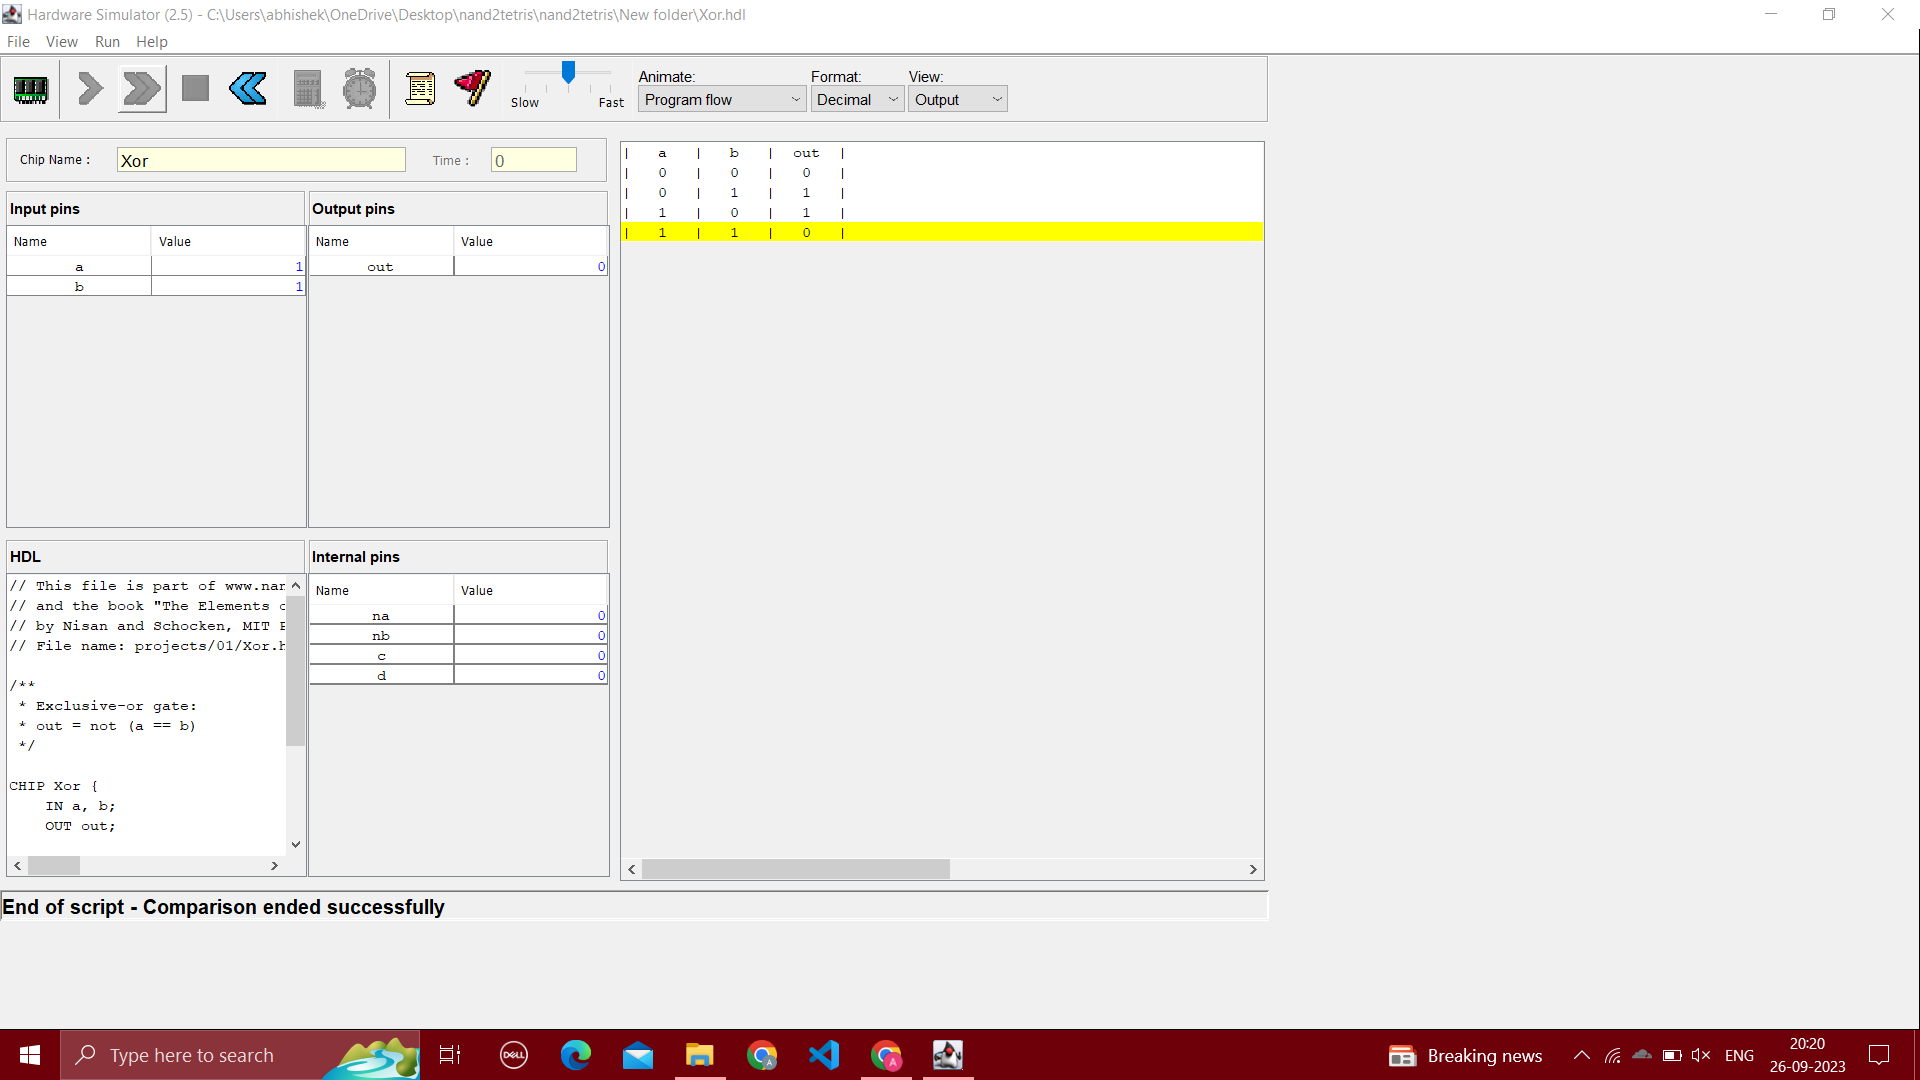 Hardware Simulator (2.5) - C:\Users\abhishek\OneDrive\Desktop\nand2tetris\nand2tetris\New folder\Xor.hdl
File View Run Help
Slow Fast
Animate: Format: View:
Program flow Decimal Output
Chip Name : Xor Time : 0
Input pins
Name Value
a 1
b 1
Output pins
Name Value
out 0
| a | b | out |
| 0 | 0 | 0 |
| 0 | 1 | 1 |
| 1 | 0 | 1 |
| 1 | 1 | 0 |
HDL
// This file is part of www.nan
// and the book "The Elements o
// by Nisan and Schocken, MIT P
// File name: projects/01/Xor.h
/**
* Exclusive-or gate:
* out = not (a == b)
*/
CHIP Xor {
IN a, b;
OUT out;
Internal pins
Name Value
na 0
nb 0
c 0
d 0
End of script - Comparison ended successfully
Type here to search
DELL
A
A
Breaking news
ENG
20:20
26-09-2023